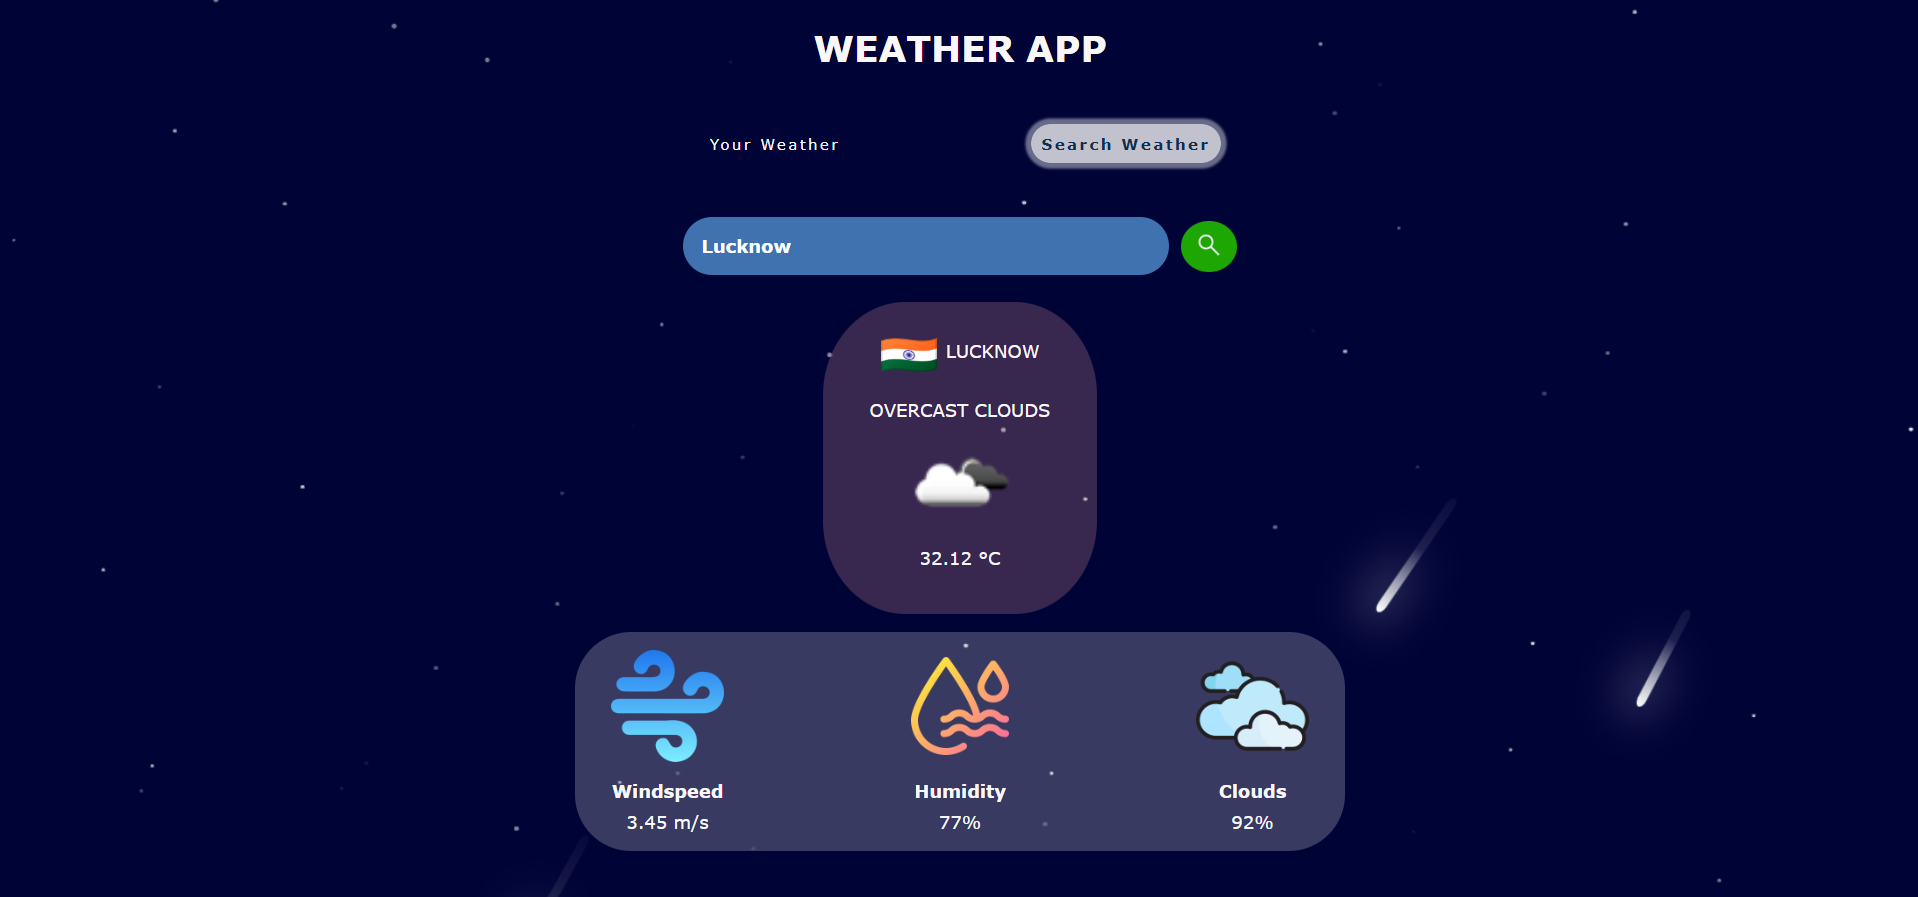 WEATHER APP
Your Weather
Search Weather
Lucknow
LUCKNOW
OVERCAST CLOUDS
32.12 °C
Windspeed
3.45 m/s
Humidity
77%
Clouds
92%